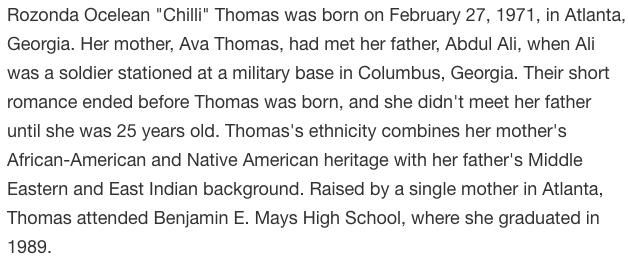 Rozonda Ocelean "Chilli" Thomas was born on February 27, 1971, in Atlanta,
Georgia. Her mother, Ava Thomas, had met her father, Abdul Ali, when Ali
was a soldier stationed at a military base in Columbus, Georgia. Their short
romance ended before Thomas was born, and she didn't meet her father
until she was 25 years old. Thomas's ethnicity combines her mother's
African-American and Native American heritage with her father's Middle
Eastern and East Indian background. Raised by a single mother in Atlanta,
Thomas attended Benjamin E. Mays High School, where she graduated in
1989.